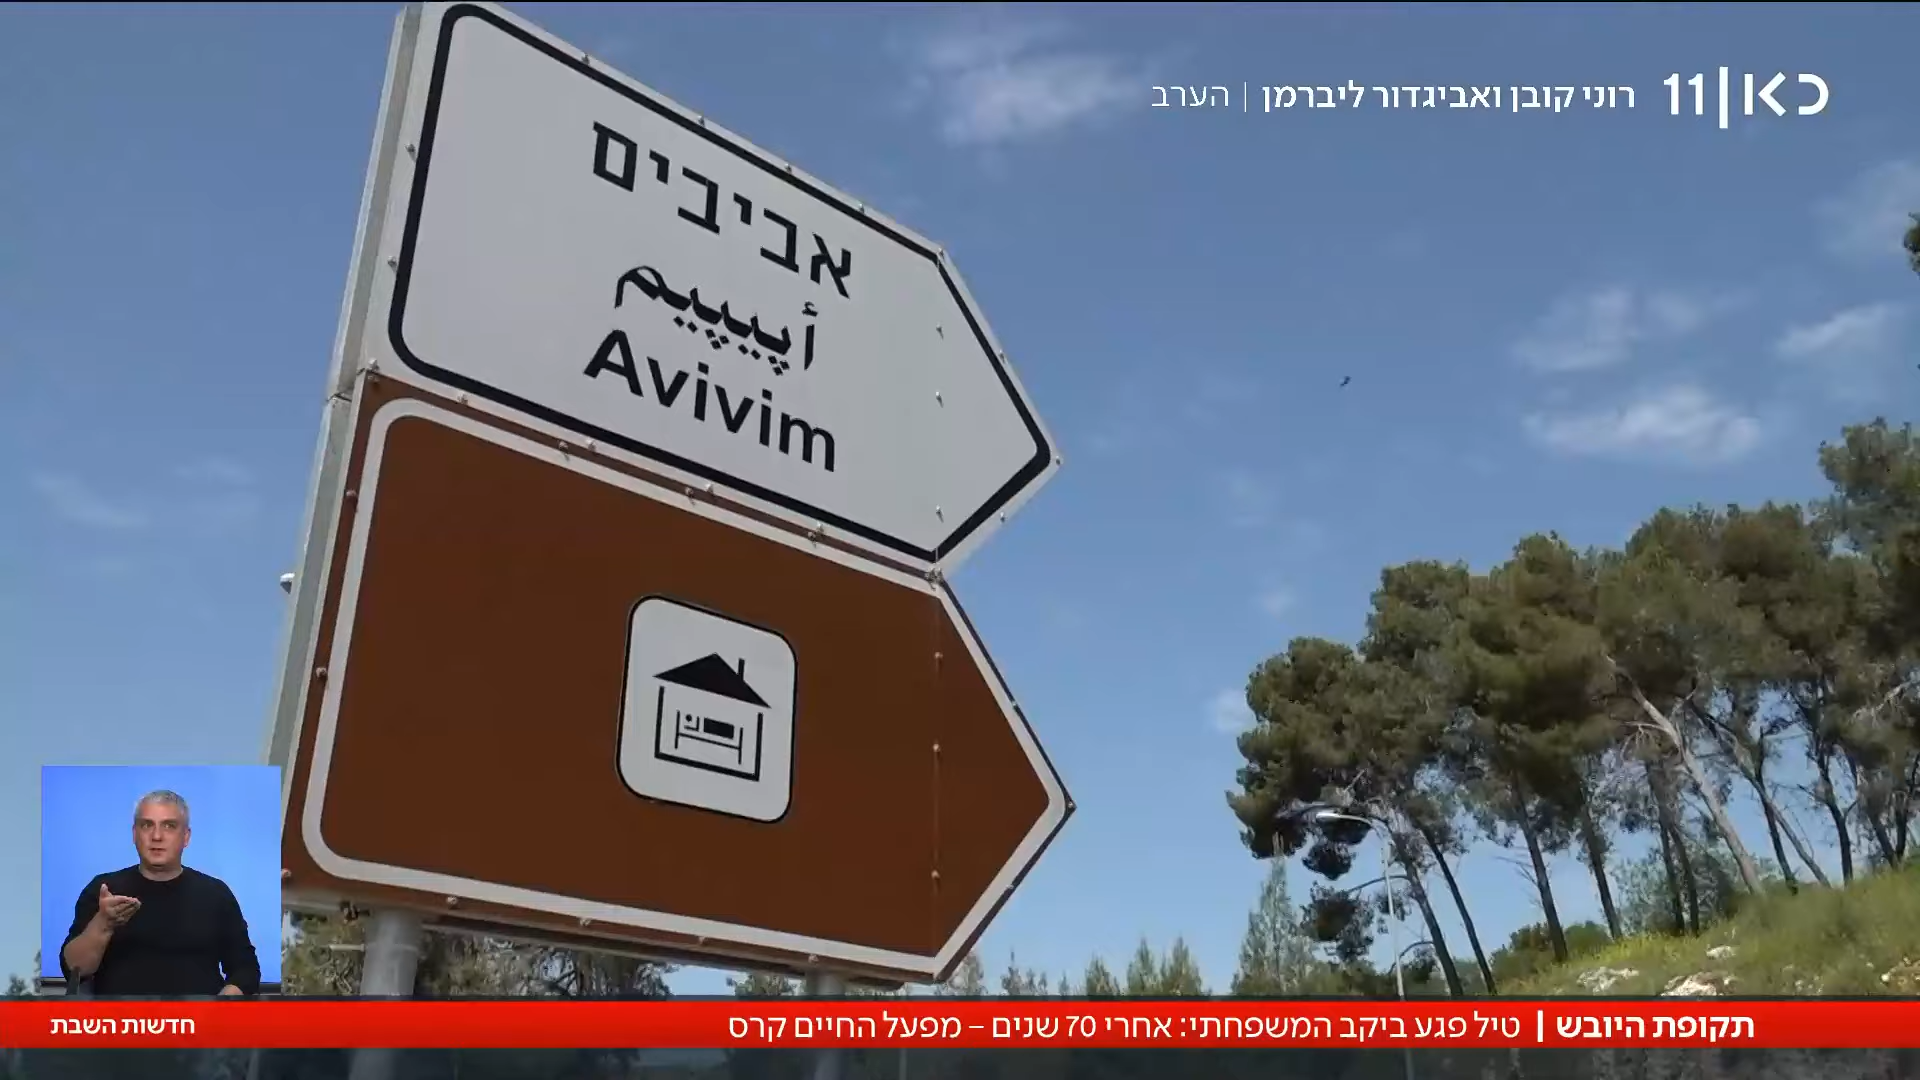 כאן 11
רוני קובן ואביגדור ליברמן | הערב
אביבים
أڥيڥيم
Avivim
תקופת היובש | טיל פגע ביקב המשפחתי: אחרי 70 שנים – מפעל החיים קרס
חדשות השבת